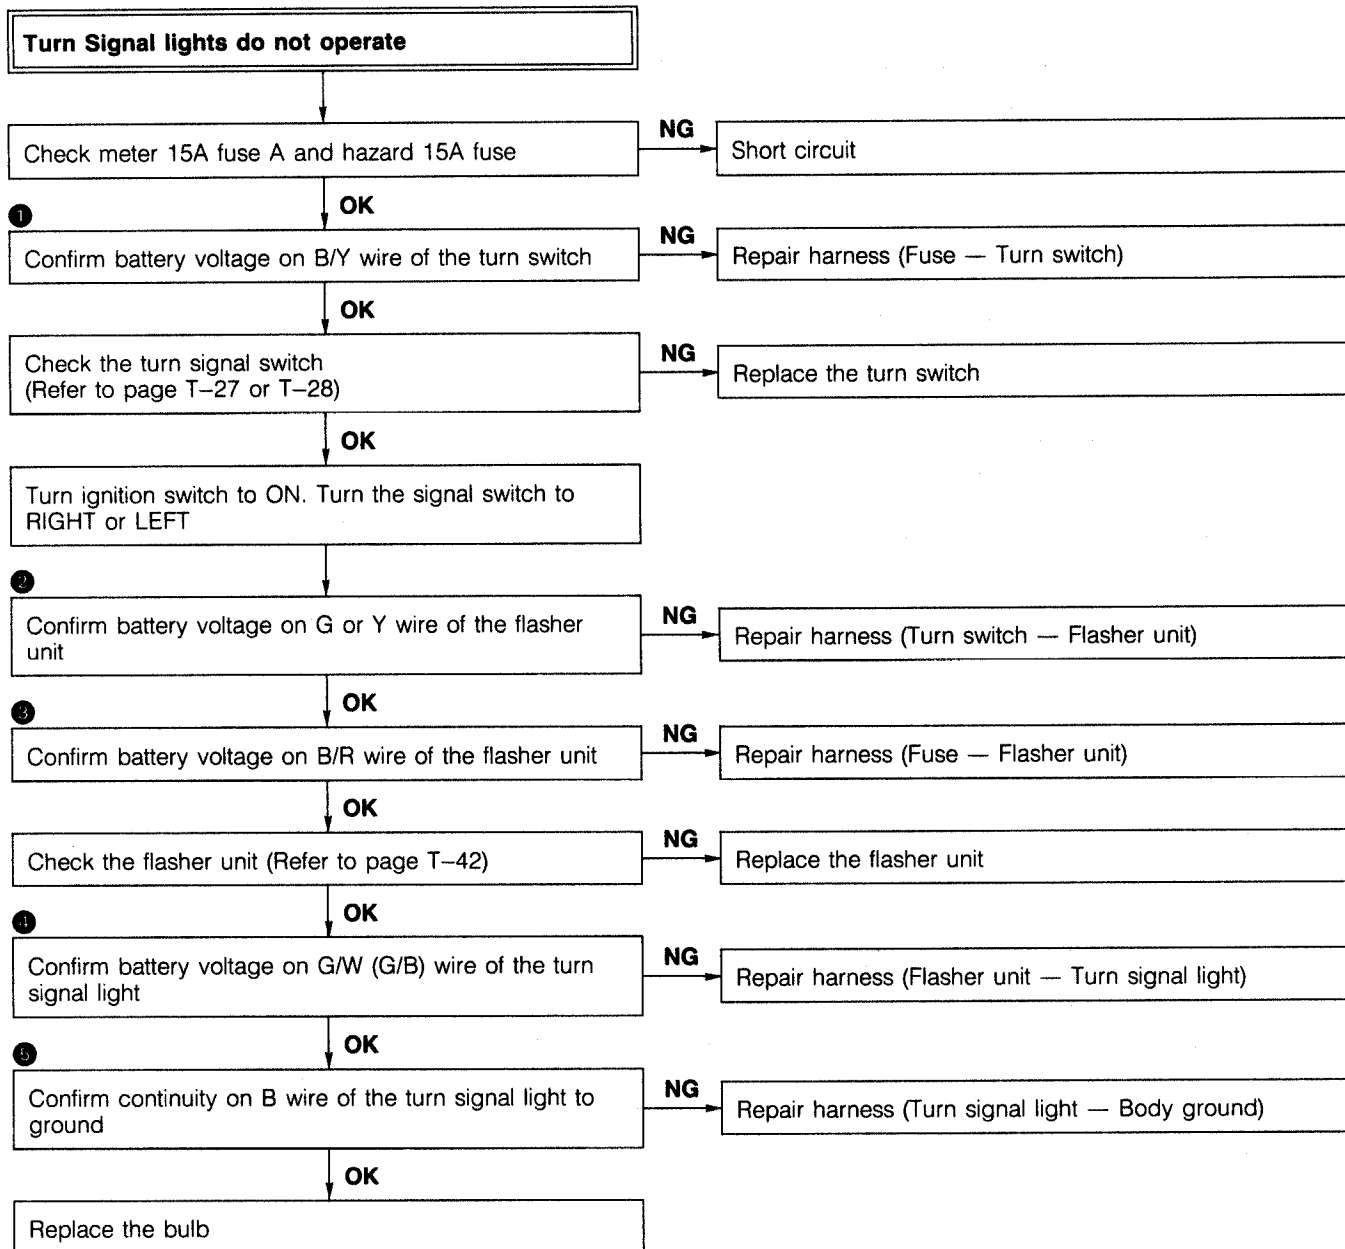 Turn Signal lights do not operate
Check meter 15A fuse A and hazard 15A fuse
NG
Short circuit
OK
1
Confirm battery voltage on B/Y wire of the turn switch
NG
Repair harness (Fuse — Turn switch)
OK
Check the turn signal switch
(Refer to page T–27 or T–28)
NG
Replace the turn switch
OK
Turn ignition switch to ON. Turn the signal switch to
RIGHT or LEFT
2
Confirm battery voltage on G or Y wire of the flasher
unit
NG
Repair harness (Turn switch — Flasher unit)
OK
3
Confirm battery voltage on B/R wire of the flasher unit
NG
Repair harness (Fuse — Flasher unit)
OK
Check the flasher unit (Refer to page T–42)
NG
Replace the flasher unit
OK
4
Confirm battery voltage on G/W (G/B) wire of the turn
signal light
NG
Repair harness (Flasher unit — Turn signal light)
OK
5
Confirm continuity on B wire of the turn signal light to
ground
NG
Repair harness (Turn signal light — Body ground)
OK
Replace the bulb